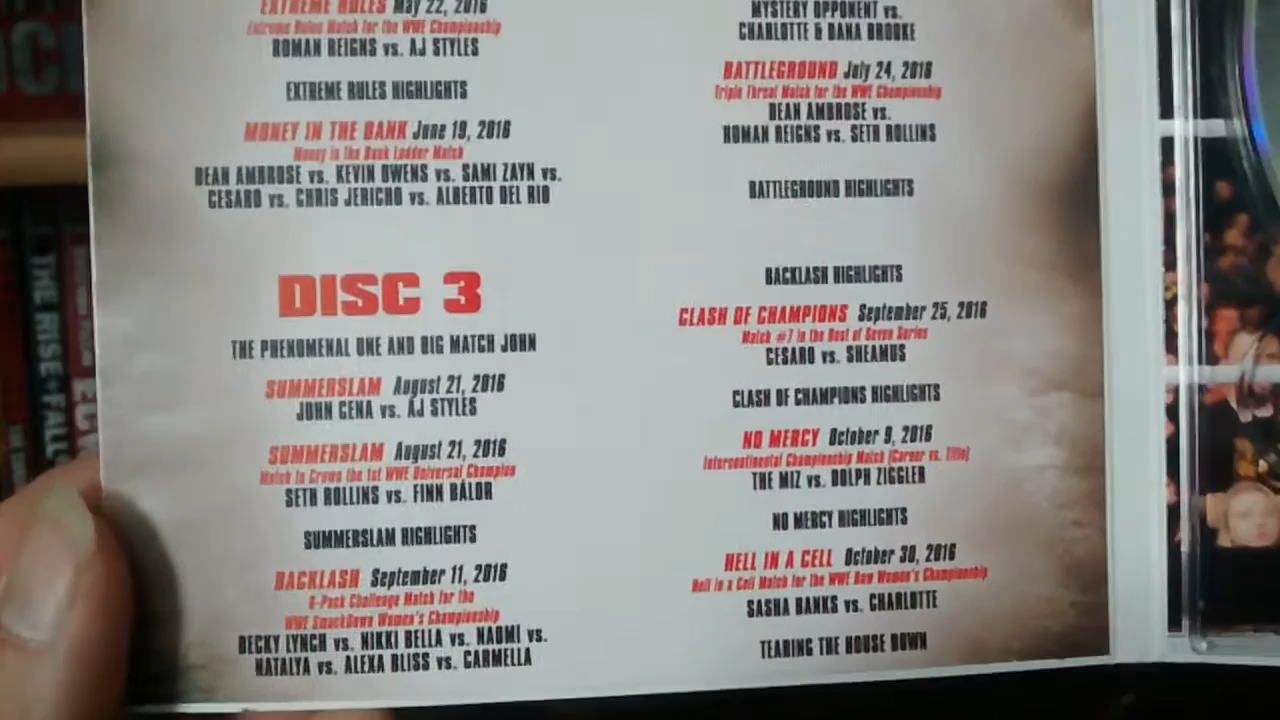 EXTREME RULES May 22, 2016
Extreme Rules Match for the WWE Championship
ROMAN REIGNS vs. AJ STYLES
EXTREME RULES HIGHLIGHTS
MONEY IN THE BANK June 19, 2016
Money in the Bank Ladder Match
DEAN AMBROSE vs. KEVIN OWENS vs. SAMI ZAYN vs.
CESARO vs. CHRIS JERICHO vs. ALBERTO DEL RIO
MYSTERY OPPONENT vs.
CHARLOTTE & DANA BROOKE
BATTLEGROUND July 24, 2016
Triple Threat Match for the WWE Championship
DEAN AMBROSE vs.
ROMAN REIGNS vs. SETH ROLLINS
BATTLEGROUND HIGHLIGHTS
DISC 3
THE PHENOMENAL ONE AND BIG MATCH JOHN
SUMMERSLAM August 21, 2016
JOHN CENA vs. AJ STYLES
SUMMERSLAM August 21, 2016
Match to Crown the 1st WWE Universal Champion
SETH ROLLINS vs. FINN BÁLOR
SUMMERSLAM HIGHLIGHTS
BACKLASH September 11, 2016
6-Pack Challenge Match for the
WWE SmackDown Women's Championship
BECKY LYNCH vs. NIKKI BELLA vs. NAOMI vs.
NATALYA vs. ALEXA BLISS vs. CARMELLA
BACKLASH HIGHLIGHTS
CLASH OF CHAMPIONS September 25, 2016
Match #7 in the Best of Seven Series
CESARO vs. SHEAMUS
CLASH OF CHAMPIONS HIGHLIGHTS
NO MERCY October 9, 2016
Intercontinental Championship Match (Career vs. Title)
THE MIZ vs. DOLPH ZIGGLER
NO MERCY HIGHLIGHTS
HELL IN A CELL October 30, 2016
Hell in a Cell Match for the WWE Raw Women's Championship
SASHA BANKS vs. CHARLOTTE
TEARING THE HOUSE DOWN
THE RISE + FALL
EC